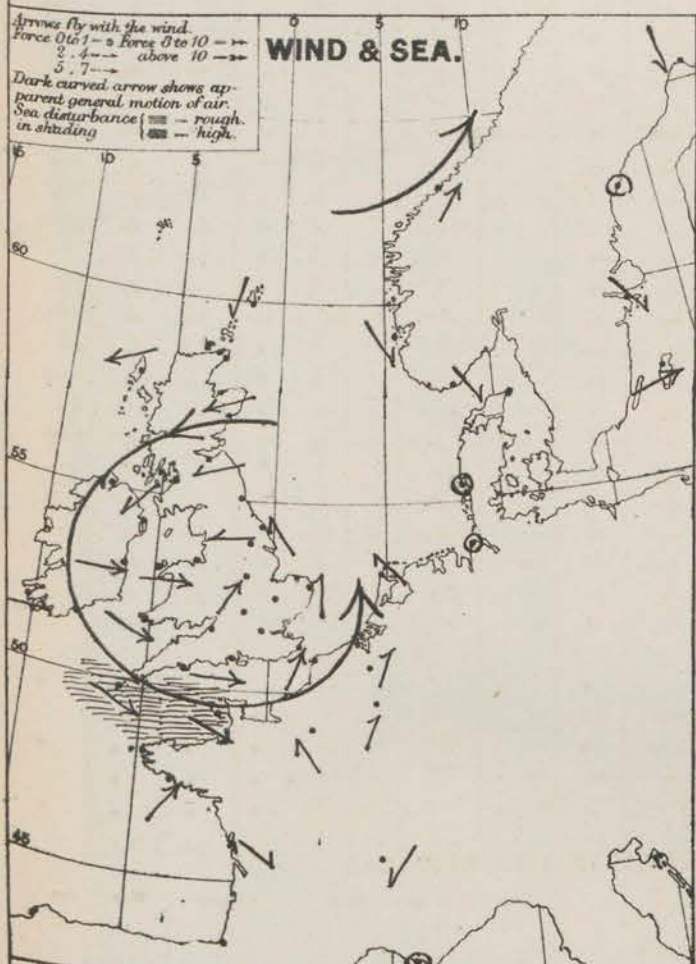 Arrows fly with the wind.
Force 0 to 1 – Force 8 to 10 –
2 . 4 – above 10 –
5 . 7 –
WIND & SEA.
Dark curved arrow shows ap-
parent general motion of air.
Sea disturbance { – rough.
in shading – high.
0
10
15
10
5
60
55
50
45